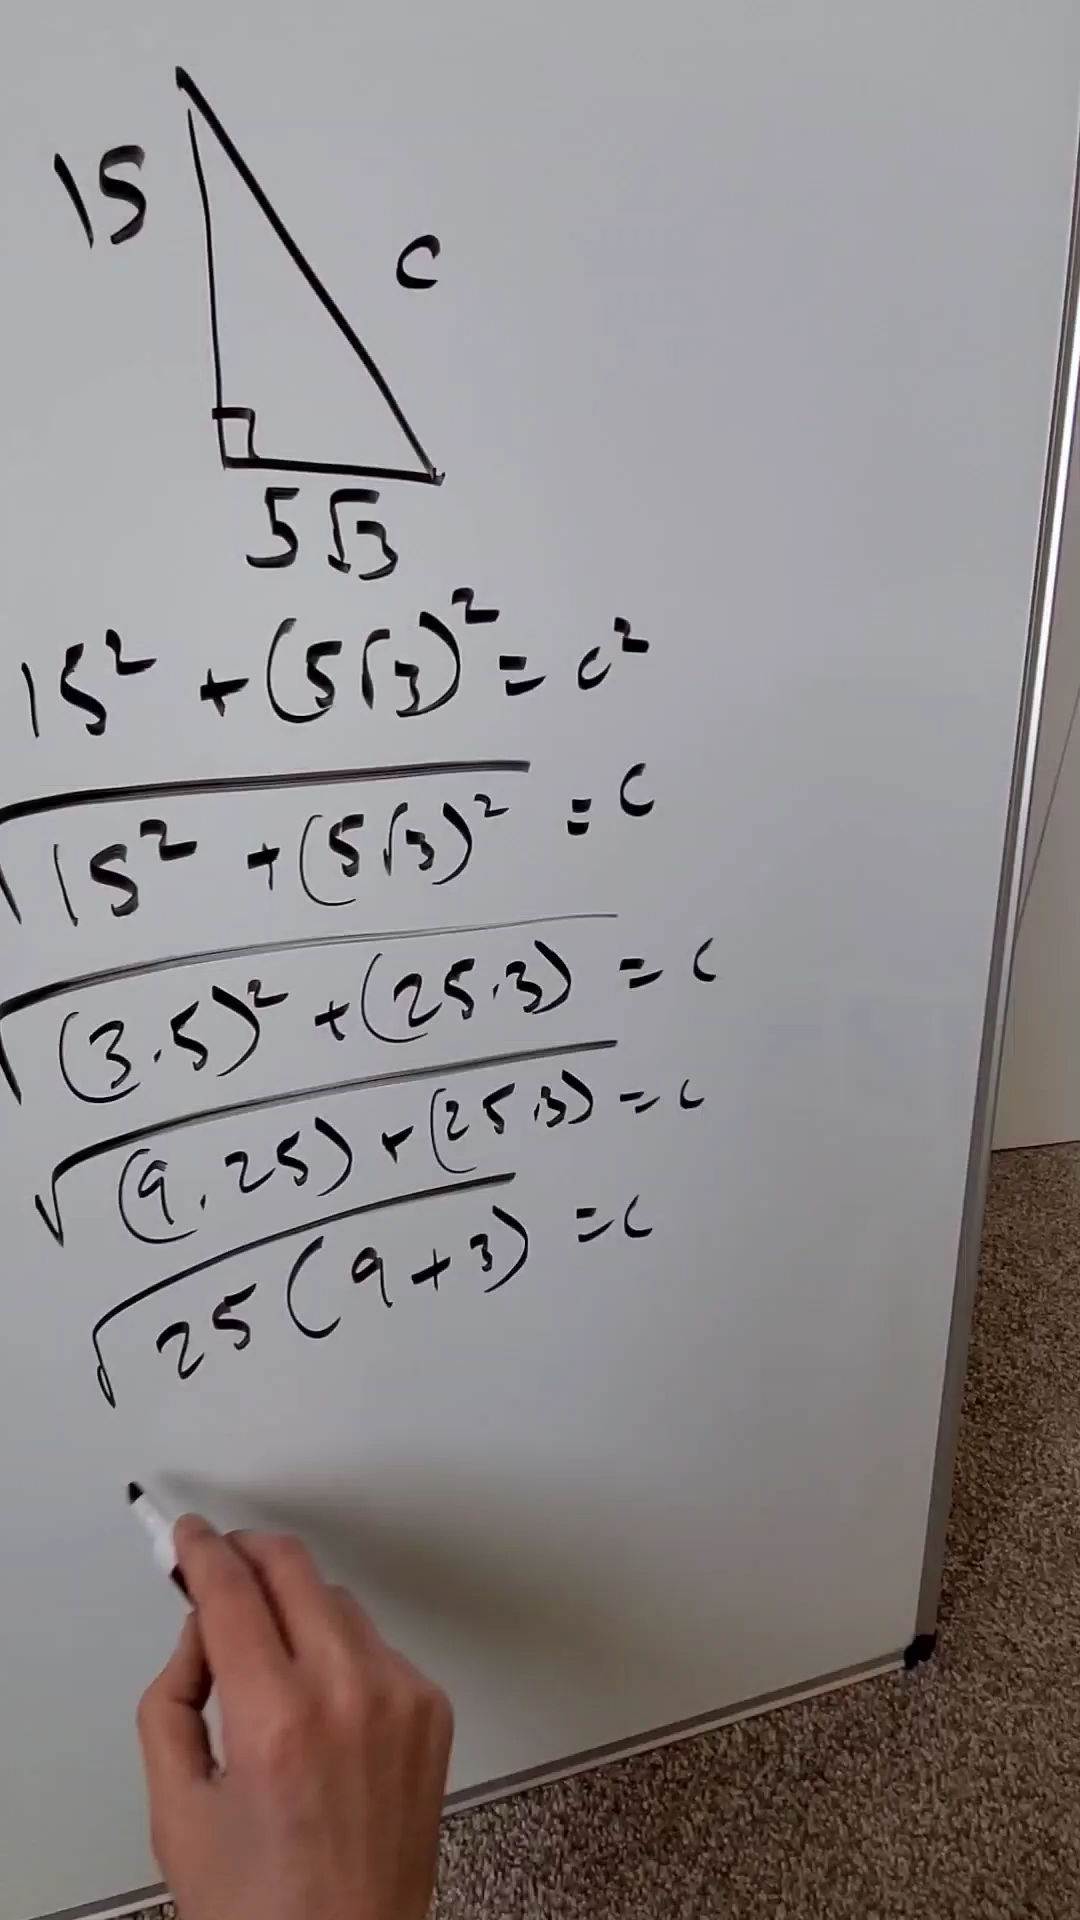 15
c
5√3
15² + (5√3)² = c²
√15² + (5√3)² = c
√(3.5)² + (25.3) = c
√(9.25) + (25.3) = c
√25(9+3) = c